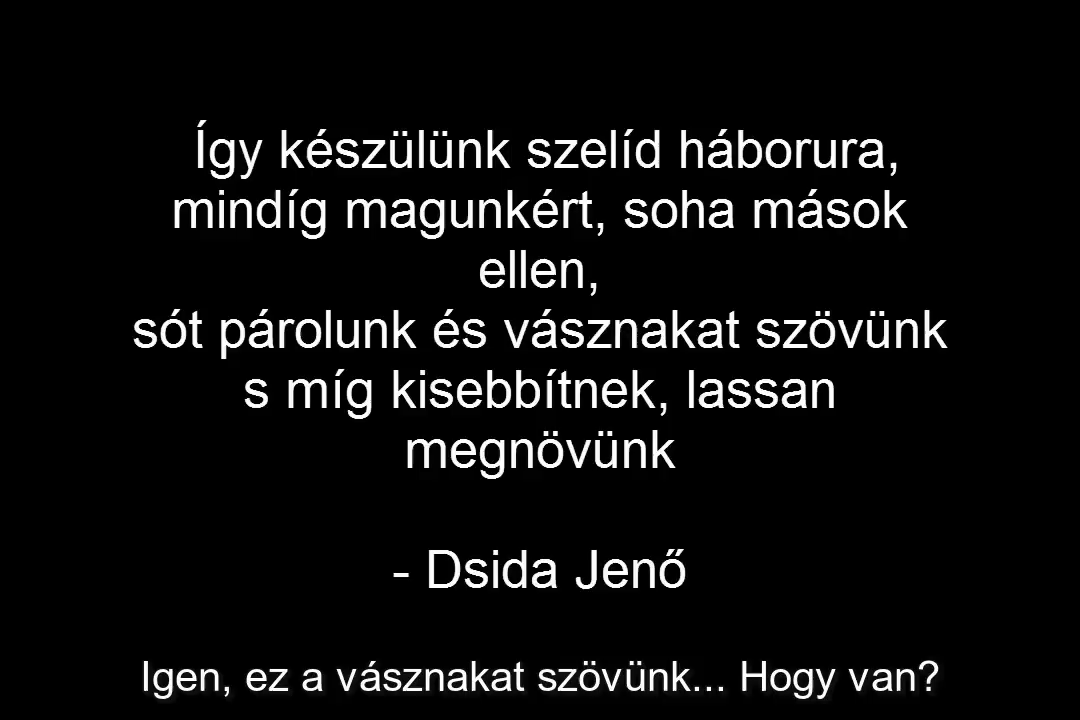 Így készülünk szelíd háborura,
mindíg magunkért, soha mások
ellen,
sót párolunk és vásznakat szövünk
s míg kisebbítnek, lassan
megnövünk
- Dsida Jenő
Igen, ez a vásznakat szövünk... Hogy van?